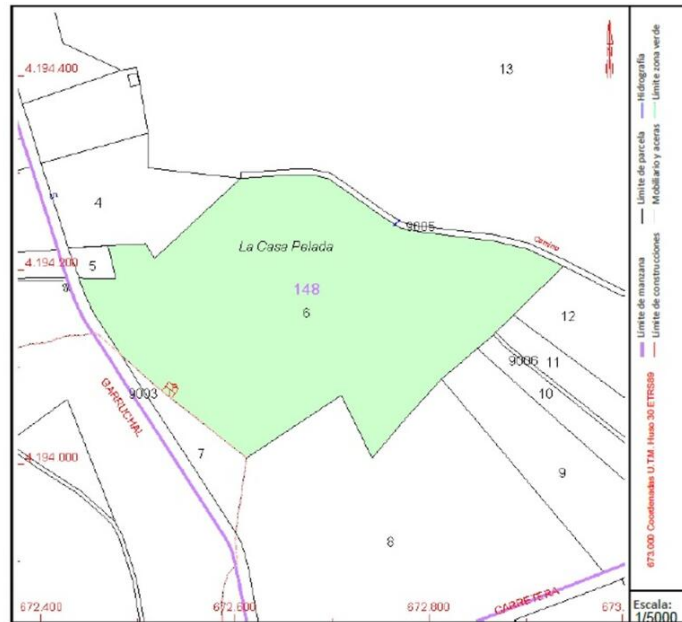 4.194.400
13
4
9005
La Casa Pelada
Camino
4.194.200
5
148
6
12
9006
11
10
9003
GARRUCHAL
7
9
4.194.000
8
CARRETERA
672.400
672.600
672.800
673.
Límite de manzana
Límite de parcela
Hidrografía
673.000 Coordenadas U.T.M. Huso 30 ETRS89
Límite de construcciones
Mobiliario y aceras
Límite zona verde
Escala:
1/5000